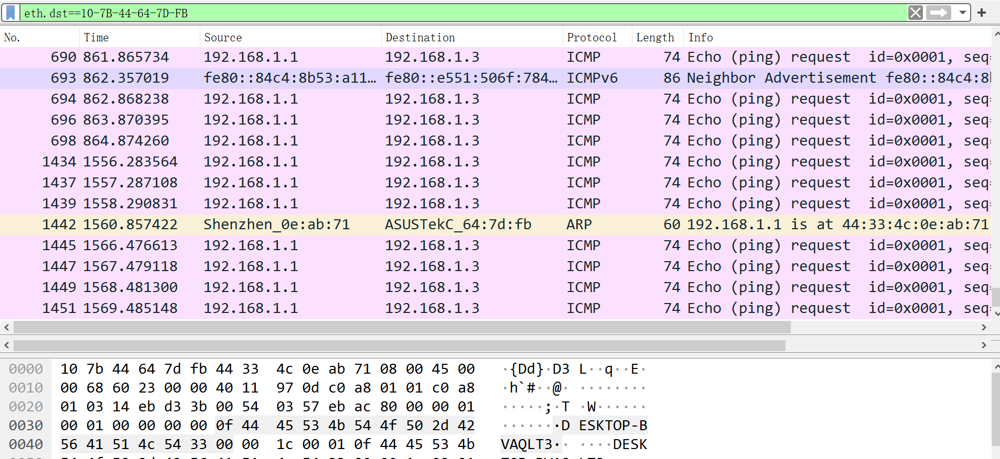 eth.dst==10-7B-44-64-7D-FB
No. Time Source Destination Protocol Length Info
690 861.865734 192.168.1.1 192.168.1.3 ICMP 74 Echo (ping) request id=0x0001, seq=
693 862.357019 fe80::84c4:8b53:a11… fe80::e551:506f:784… ICMPv6 86 Neighbor Advertisement fe80::84c4:8
694 862.868238 192.168.1.1 192.168.1.3 ICMP 74 Echo (ping) request id=0x0001, seq=
696 863.870395 192.168.1.1 192.168.1.3 ICMP 74 Echo (ping) request id=0x0001, seq=
698 864.874260 192.168.1.1 192.168.1.3 ICMP 74 Echo (ping) request id=0x0001, seq=
1434 1556.283564 192.168.1.1 192.168.1.3 ICMP 74 Echo (ping) request id=0x0001, seq=
1437 1557.287108 192.168.1.1 192.168.1.3 ICMP 74 Echo (ping) request id=0x0001, seq=
1439 1558.290831 192.168.1.1 192.168.1.3 ICMP 74 Echo (ping) request id=0x0001, seq=
1442 1560.857422 Shenzhen_0e:ab:71 ASUSTekC_64:7d:fb ARP 60 192.168.1.1 is at 44:33:4c:0e:ab:71
1445 1566.476613 192.168.1.1 192.168.1.3 ICMP 74 Echo (ping) request id=0x0001, seq=
1447 1567.479118 192.168.1.1 192.168.1.3 ICMP 74 Echo (ping) request id=0x0001, seq=
1449 1568.481300 192.168.1.1 192.168.1.3 ICMP 74 Echo (ping) request id=0x0001, seq=
1451 1569.485148 192.168.1.1 192.168.1.3 ICMP 74 Echo (ping) request id=0x0001, seq=
0000 10 7b 44 64 7d fb 44 33 4c 0e ab 71 08 00 45 00 ·{Dd}·D3 L··q··E·
0010 00 68 60 23 00 00 40 11 97 0d c0 a8 01 01 c0 a8 ·h`#··@· ········
0020 01 03 14 eb d3 3b 00 54 03 57 eb ac 80 00 00 01 ·····;·T ·W······
0030 00 01 00 00 00 00 0f 44 45 53 4b 54 4f 50 2d 42 ·······D ESKTOP-B
0040 56 41 51 4c 54 33 00 00 1c 00 01 0f 44 45 53 4b VAQLT3·· ····DESK